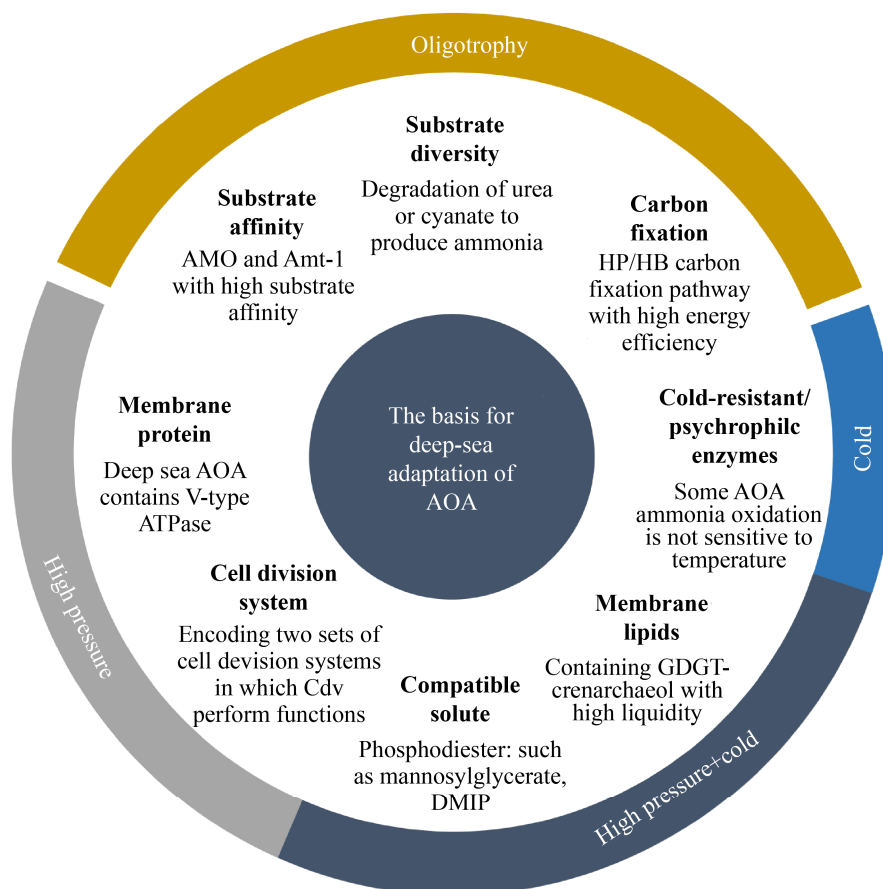 Oligotrophy
Substrate
diversity
Degradation of urea
or cyanate to
produce ammonia
Substrate
affinity
AMO and Amt-1
with high substrate
affinity
Carbon
fixation
HP/HB carbon
fixation pathway
with high energy
efficiency
Membrane
protein
Deep sea AOA
contains V-type
ATPase
The basis for
deep-sea
adaptation of
AOA
Cold-resistant/
psychrophilc
enzymes
Some AOA
ammonia oxidation
is not sensitive to
temperature
Cold
High pressure
Cell division
system
Encoding two sets of
cell devision systems
in which Cdv
perform functions
Compatible
solute
Phosphodiester: such
as mannosylglycerate,
DMIP
Membrane
lipids
Containing GDGT-
crenarchaeol with
high liquidity
High pressure+cold